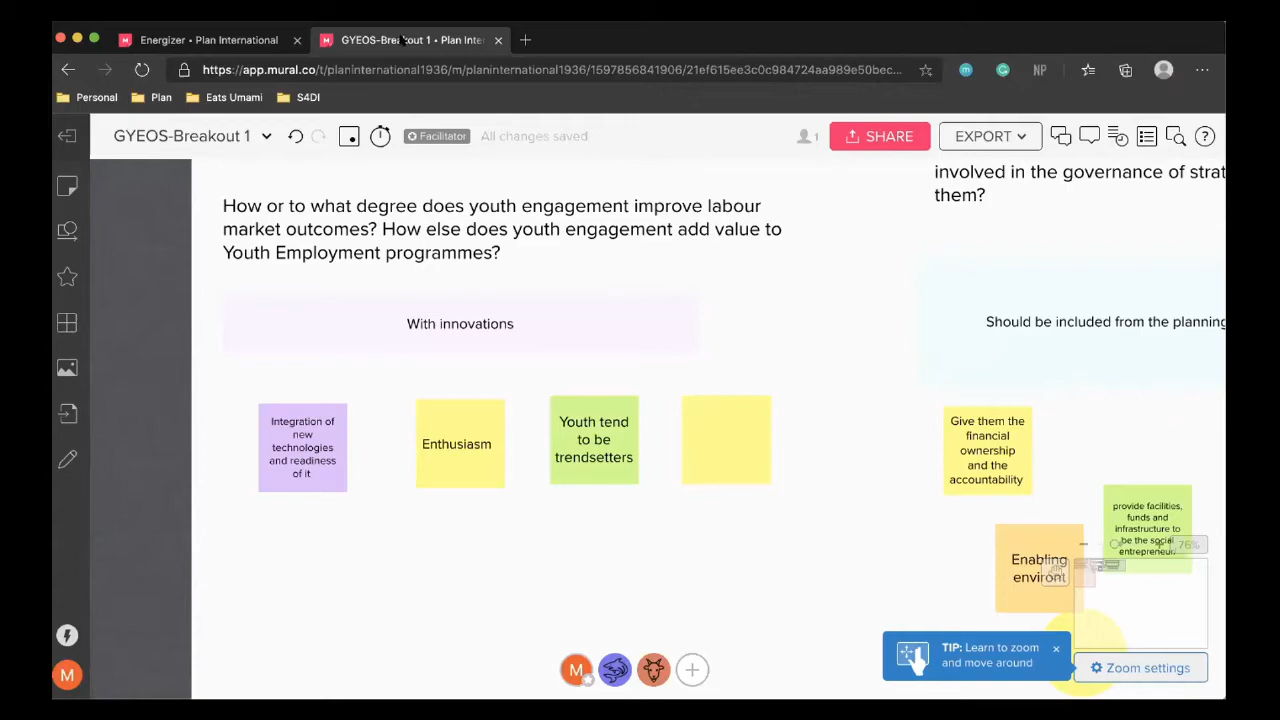 Energizer • Plan International
GYEOS-Breakout 1 • Plan Inter
https://app.mural.co/t/planinternational1936/m/planinternational1936/1597856841906/21ef615ee3c0c984724aa989e50bec...
NP
Personal
Plan
Eats Umami
S4DI
GYEOS-Breakout 1
Facilitator
All changes saved
1
SHARE
EXPORT
?
How or to what degree does youth engagement improve labour
market outcomes? How else does youth engagement add value to
Youth Employment programmes?
involved in the governance of strat
them?
With innovations
Should be included from the planning
Integration of
new
technologies
and readiness
of it
Enthusiasm
Youth tend
to be
trendsetters
Give them the
financial
ownership
and the
accountability
provide facilities,
funds and
infrastructure to
be the social
entrepreneur
Enabling
environt
76%
TIP: Learn to zoom
and move around
Zoom settings
M
M